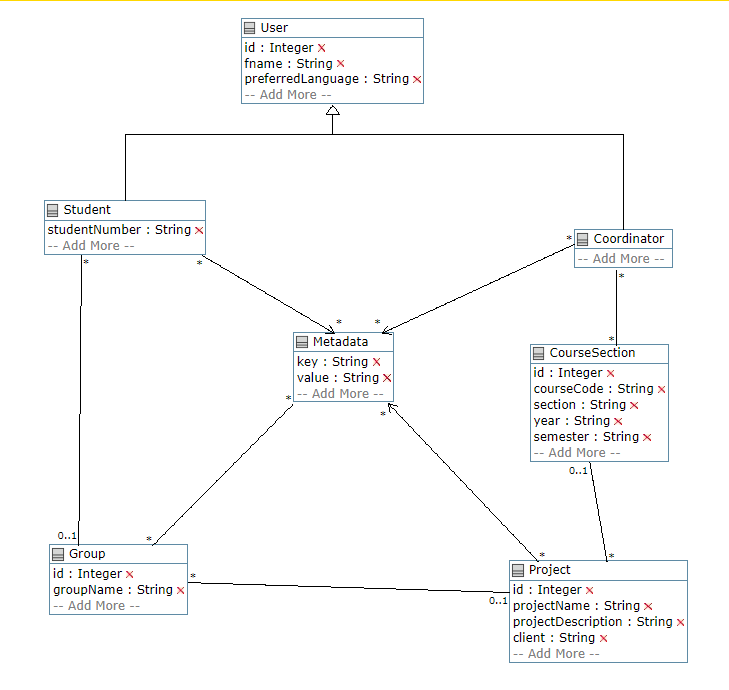 User
id : Integer
fname : String
preferredLanguage : String
-- Add More --
Student
studentNumber : String
-- Add More --
*
*
*
Coordinator
-- Add More --
*
*
*
Metadata
key : String
value : String
-- Add More --
*
*
*
CourseSection
id : Integer
courseCode : String
section : String
year : String
semester : String
-- Add More --
0..1
0..1
*
*
*
Group
id : Integer
groupName : String
-- Add More --
*
0..1
Project
id : Integer
projectName : String
projectDescription : String
client : String
-- Add More --